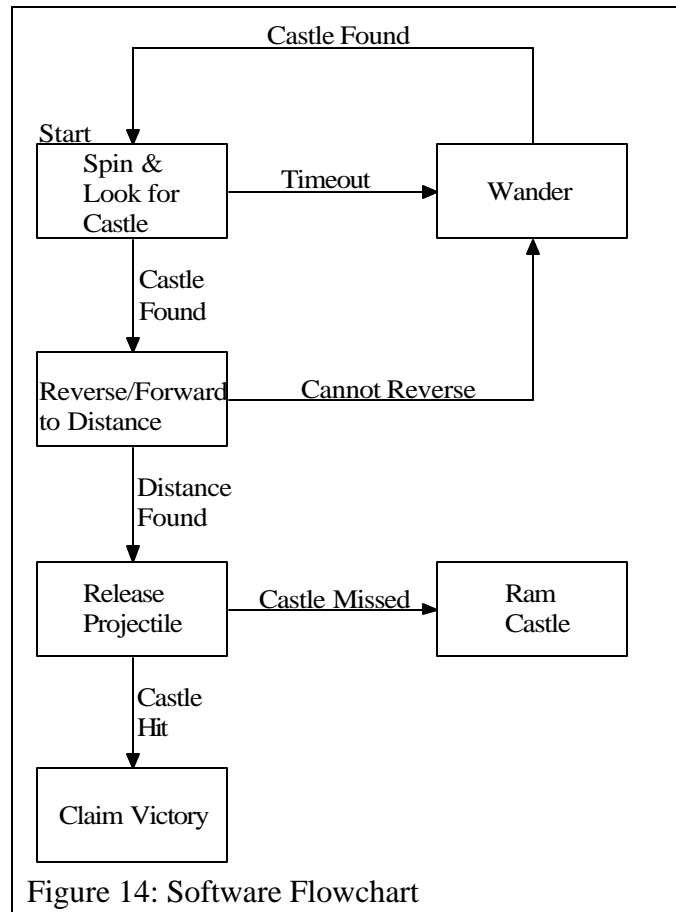 Castle Found
Start
Spin &
Look for
Castle
Timeout
Wander
Castle
Found
Reverse/Forward
to Distance
Cannot Reverse
Distance
Found
Release
Projectile
Castle Missed
Ram
Castle
Castle
Hit
Claim Victory
Figure 14: Software Flowchart